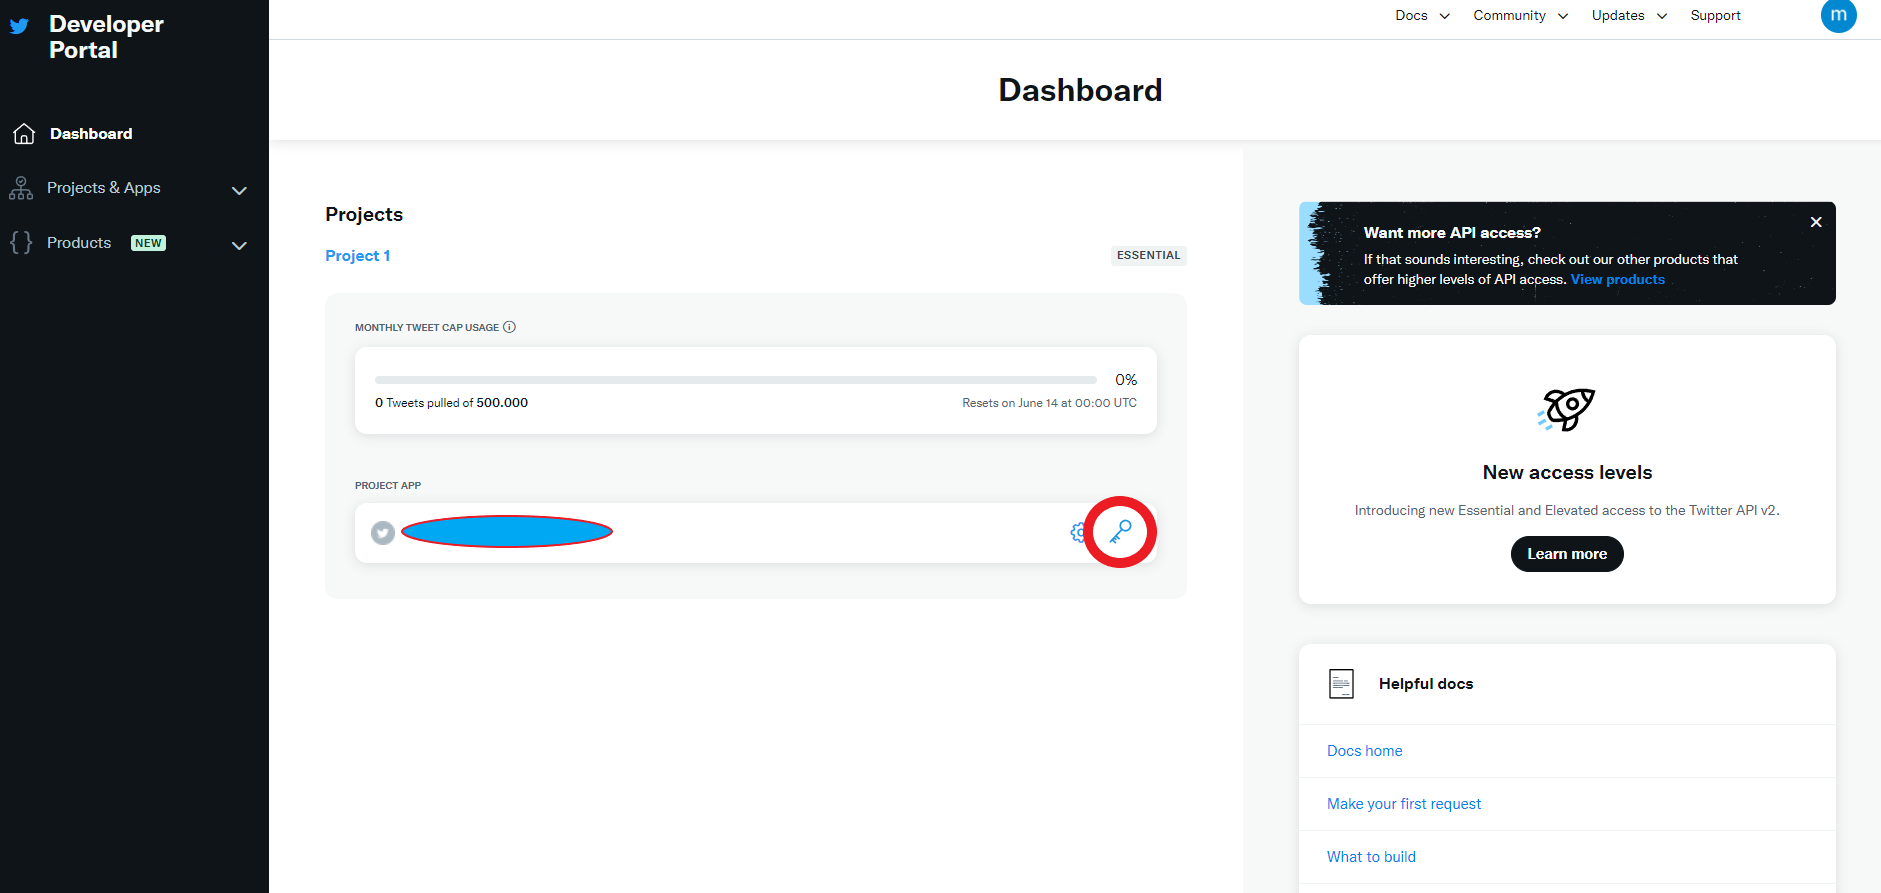 Developer
Portal
Dashboard
Projects & Apps
Products NEW
Docs Community Updates Support m
Dashboard
Projects
Project 1 ESSENTIAL
MONTHLY TWEET CAP USAGE
0%
0 Tweets pulled of 500.000 Resets on June 14 at 00:00 UTC
PROJECT APP
Want more API access?
If that sounds interesting, check out our other products that
offer higher levels of API access. View products
New access levels
Introducing new Essential and Elevated access to the Twitter API v2.
Learn more
Helpful docs
Docs home
Make your first request
What to build